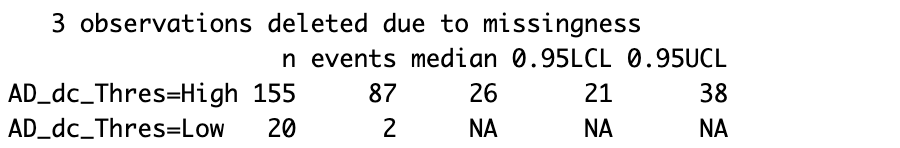 3 observations deleted due to missingness
n events median 0.95LCL 0.95UCL
AD_dc_Thres=High 155 87 26 21 38
AD_dc_Thres=Low 20 2 NA NA NA